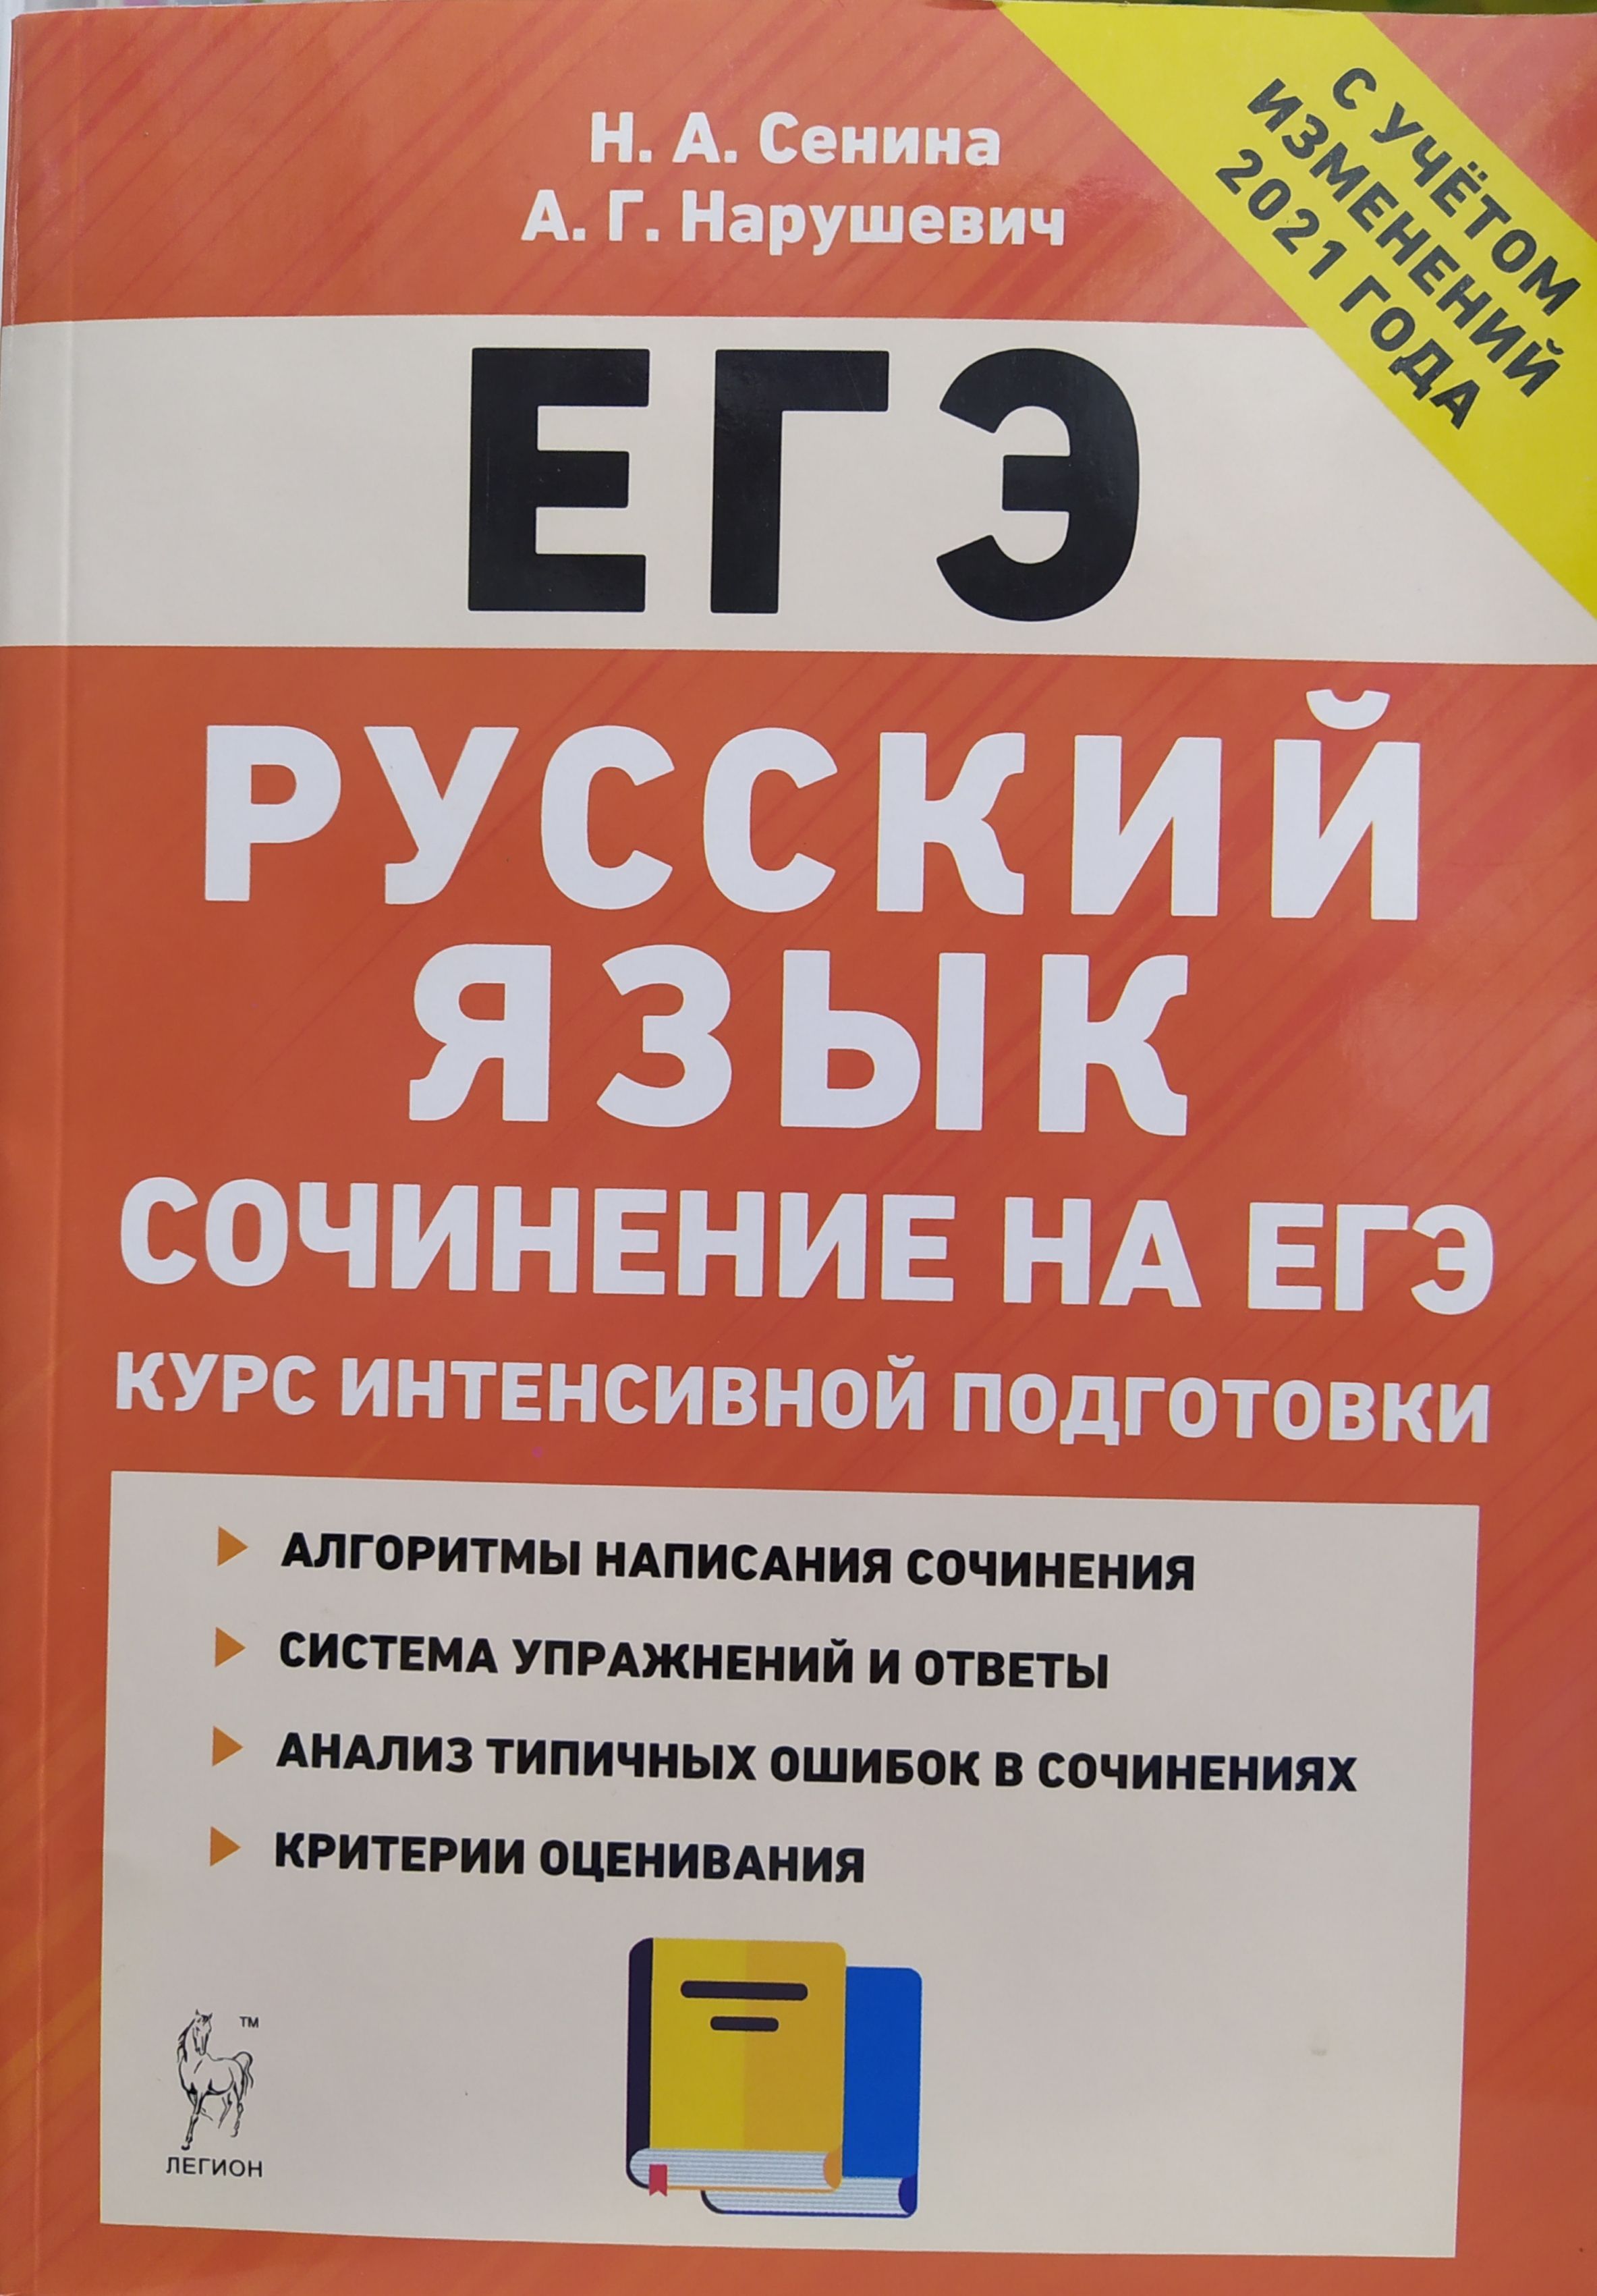 Н. А. Сенина
А. Г. Нарушевич
С УЧЁТОМ
ИЗМЕНЕНИЙ
2021 ГОДА
ЕГЭ
РУССКИЙ
ЯЗЫК
СОЧИНЕНИЕ НА ЕГЭ
КУРС ИНТЕНСИВНОЙ ПОДГОТОВКИ
АЛГОРИТМЫ НАПИСАНИЯ СОЧИНЕНИЯ
СИСТЕМА УПРАЖНЕНИЙ И ОТВЕТЫ
АНАЛИЗ ТИПИЧНЫХ ОШИБОК В СОЧИНЕНИЯХ
КРИТЕРИИ ОЦЕНИВАНИЯ
TM
ЛЕГИОН